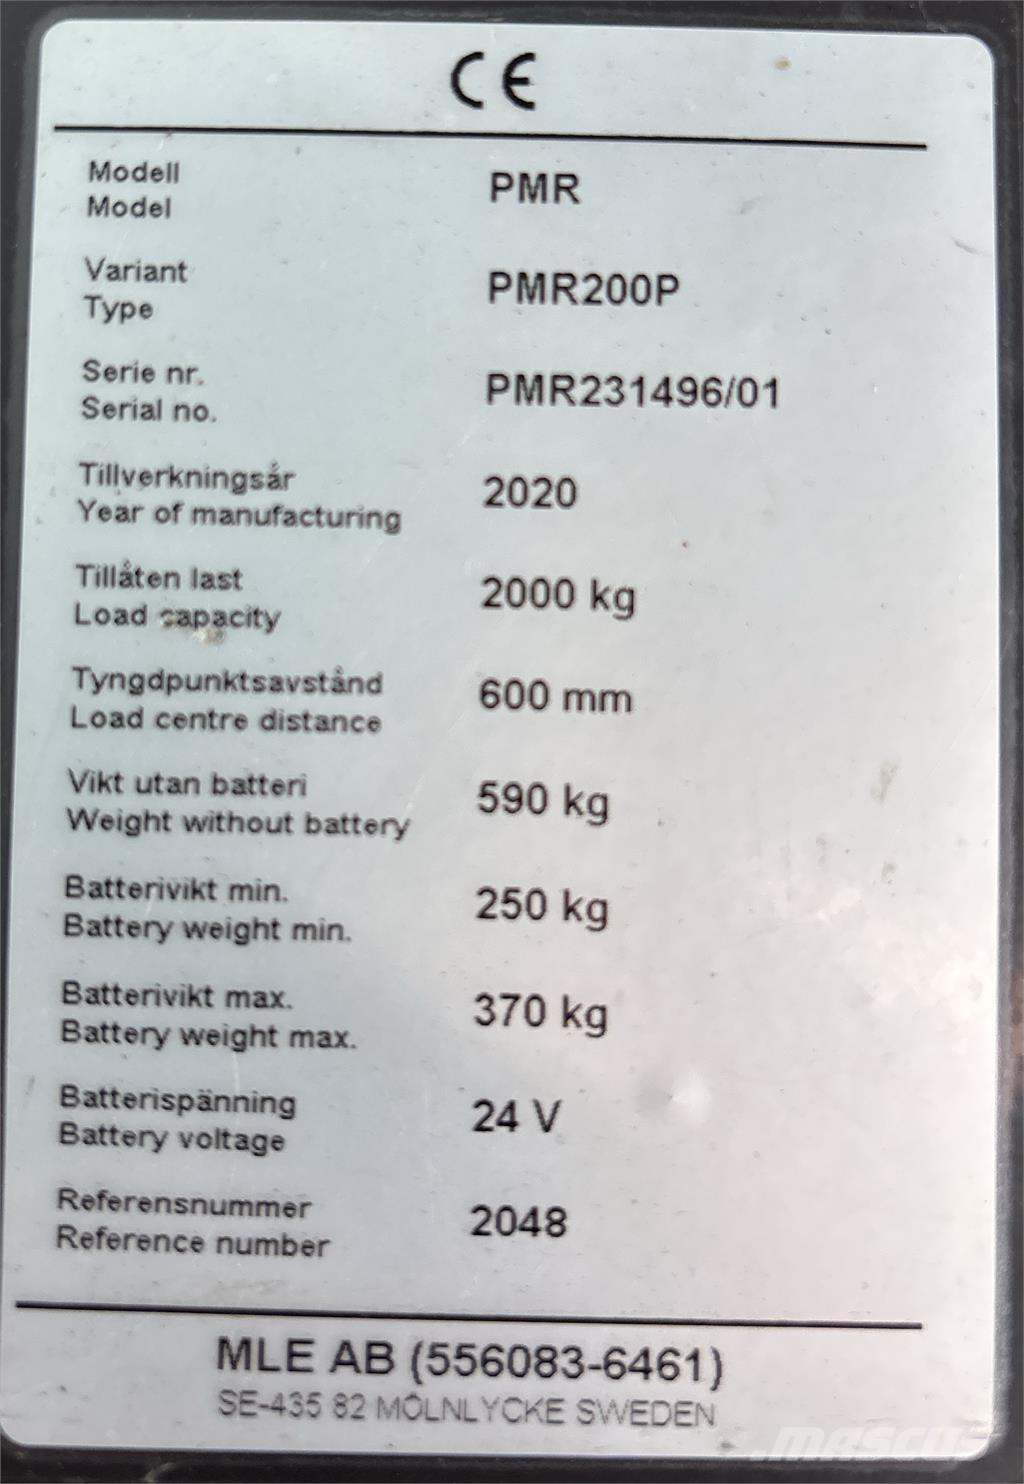 CE
Modell
Model
PMR
Variant
Type
PMR200P
Serie nr.
Serial no.
PMR231496/01
Tillverkningsår
Year of manufacturing
2020
Tillåten last
Load capacity
2000 kg
Tyngdpunktsavstånd
Load centre distance
600 mm
Vikt utan batteri
Weight without battery
590 kg
Batterivikt min.
Battery weight min.
250 kg
Batterivikt max.
Battery weight max.
370 kg
Batterispänning
Battery voltage
24 V
Referensnummer
Reference number
2048
MLE AB (556083-6461)
SE-435 82 MÖLNLYCKE SWEDEN